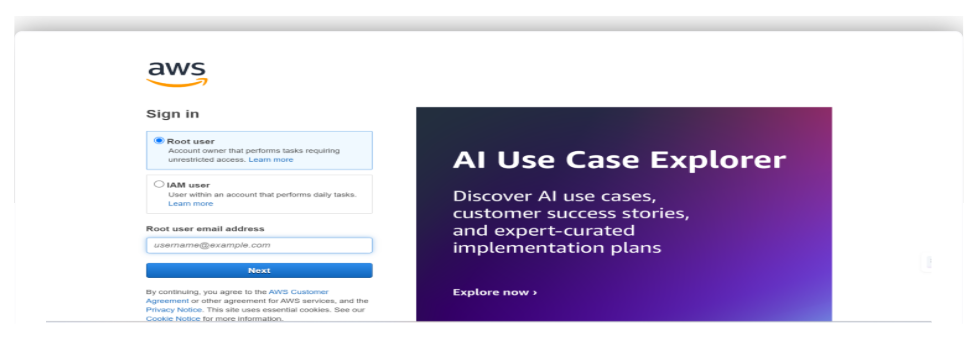 aws
Sign in
Root user
Account owner that performs tasks requiring
unrestricted access. Learn more
IAM user
User within an account that performs daily tasks.
Learn more
Root user email address
username@example.com
Next
By continuing, you agree to the AWS Customer
Agreement or other agreement for AWS services, and the
Privacy Notice. This site uses essential cookies. See our
Cookie Notice for more information.
AI Use Case Explorer
Discover AI use cases,
customer success stories,
and expert-curated
implementation plans
Explore now ›